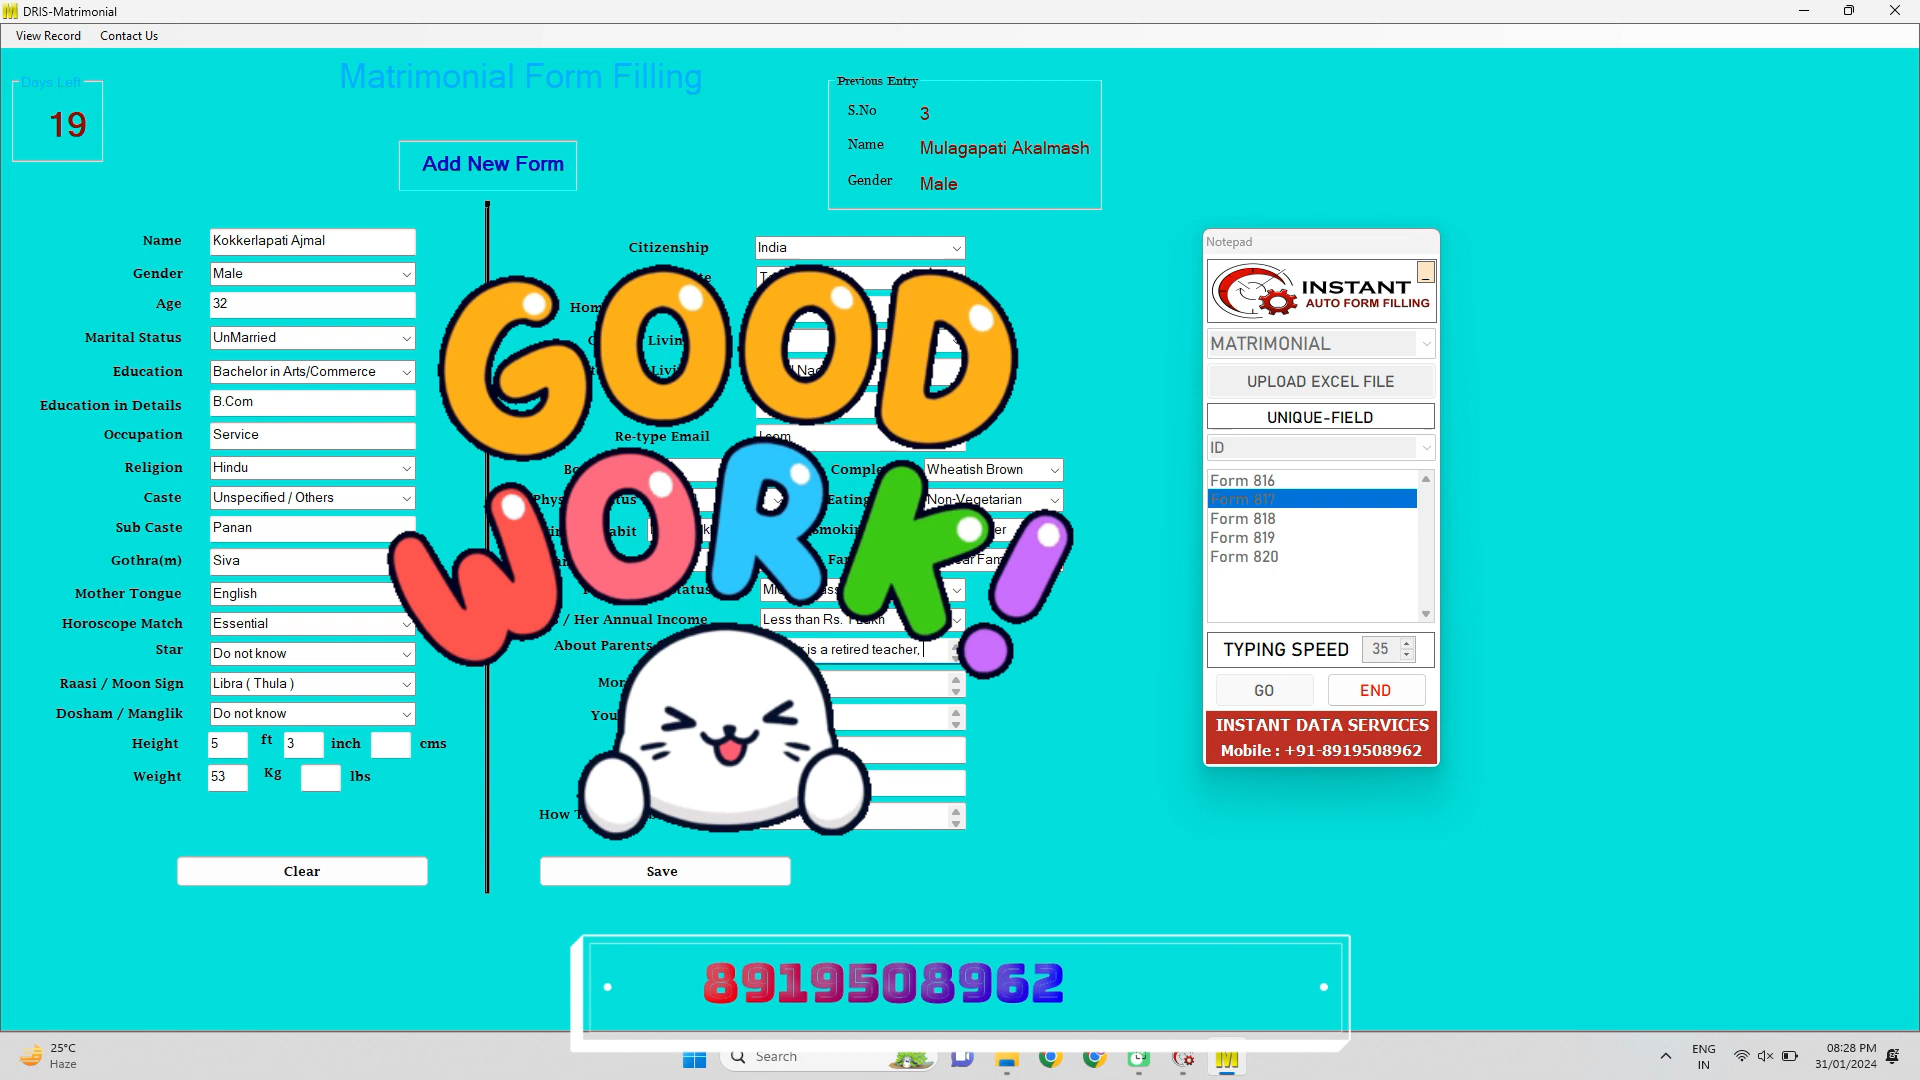 DRIS-Matrimonial
View Record Contact Us
Days Left
19
Matrimonial Form Filling
Add New Form
Previous Entry
S.No 3
Name Mulagapati Akalmash
Gender Male
Name Kokkerlapati Ajmal
Gender Male
Age 32
Marital Status UnMarried
Education Bachelor in Arts/Commerce
Education in Details B.Com
Occupation Service
Religion Hindu
Caste Unspecified / Others
Sub Caste Panan
Gothra(m) Siva
Mother Tongue English
Horoscope Match Essential
Star Do not know
Raasi / Moon Sign Libra ( Thula )
Dosham / Manglik Do not know
Height 5 ft 3 inch cms
Weight 53 Kg lbs
Clear
Citizenship India
Re-type Email
Wheatish Brown
Eating Non-Vegetarian
/ Her Annual Income Less than Rs. 1 Lakh
About Parents is a retired teacher,
Save
GOOD
WORK!
Notepad
INSTANT
AUTO FORM FILLING
MATRIMONIAL
UPLOAD EXCEL FILE
UNIQUE-FIELD
ID
Form 816
Form 817
Form 818
Form 819
Form 820
TYPING SPEED 35
GO END
INSTANT DATA SERVICES
Mobile : +91-8919508962
8919508962
25°C
Haze
Search
ENG
IN
08:28 PM
31/01/2024